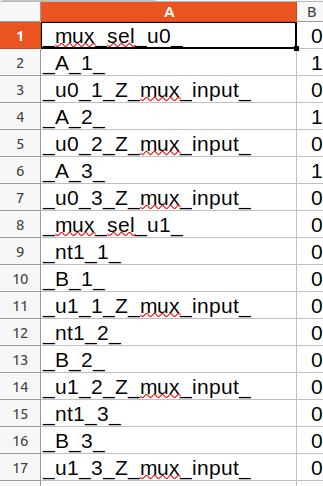 A B
1 _mux_sel_u0_ 0
2 _A_1_ 1
3 _u0_1_Z_mux_input_ 0
4 _A_2_ 1
5 _u0_2_Z_mux_input_ 0
6 _A_3_ 1
7 _u0_3_Z_mux_input_ 0
8 _mux_sel_u1_ 0
9 _nt1_1_ 0
10 _B_1_ 0
11 _u1_1_Z_mux_input_ 0
12 _nt1_2_ 0
13 _B_2_ 0
14 _u1_2_Z_mux_input_ 0
15 _nt1_3_ 0
16 _B_3_ 0
17 _u1_3_Z_mux_input_ 0